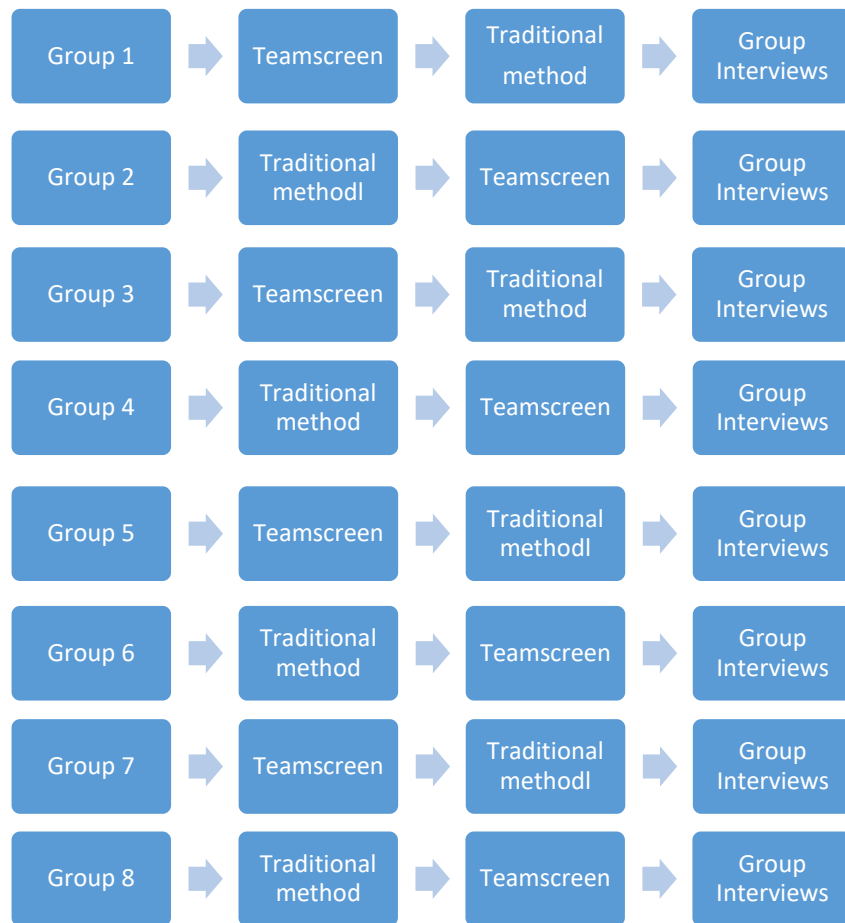 Group 1
Teamscreen
Traditional
method
Group
Interviews
Group 2
Traditional
methodl
Teamscreen
Group
Interviews
Group 3
Teamscreen
Traditional
method
Group
Interviews
Group 4
Traditional
method
Teamscreen
Group
Interviews
Group 5
Teamscreen
Traditional
methodl
Group
Interviews
Group 6
Traditional
method
Teamscreen
Group
Interviews
Group 7
Teamscreen
Traditional
methodl
Group
Interviews
Group 8
Traditional
method
Teamscreen
Group
Interviews